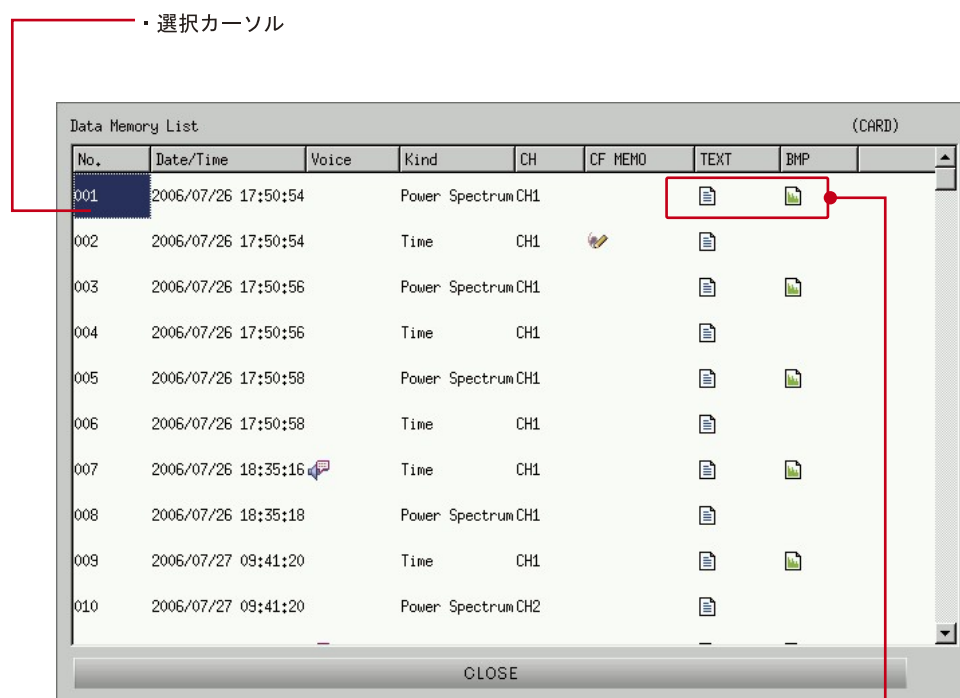 ・選択カーソル
Data Memory List (CARD)
No. Date/Time Voice Kind CH CF MEMO TEXT BMP
001 2006/07/26 17:50:54 Power Spectrum CH1
002 2006/07/26 17:50:54 Time CH1
003 2006/07/26 17:50:56 Power Spectrum CH1
004 2006/07/26 17:50:56 Time CH1
005 2006/07/26 17:50:58 Power Spectrum CH1
006 2006/07/26 17:50:58 Time CH1
007 2006/07/26 18:35:16 Time CH1
008 2006/07/26 18:35:18 Power Spectrum CH1
009 2006/07/27 09:41:20 Time CH1
010 2006/07/27 09:41:20 Power Spectrum CH2
CLOSE